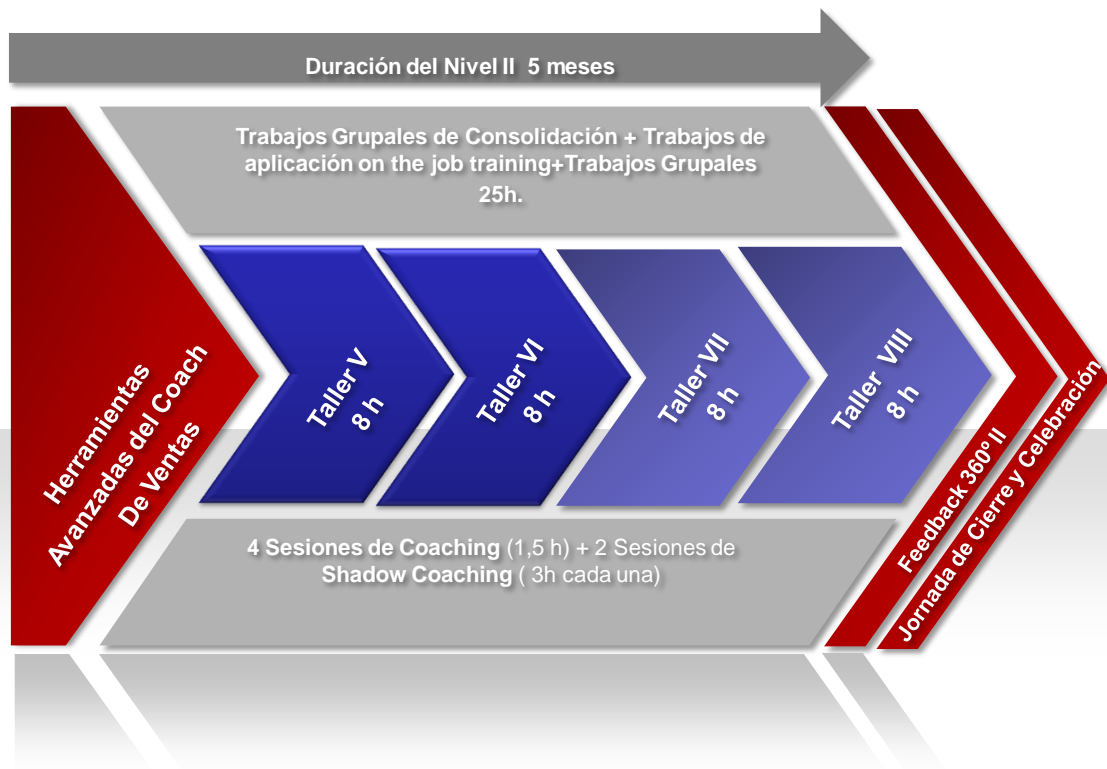 Duración del Nivel II 5 meses
Trabajos Grupales de Consolidación + Trabajos de
aplicación on the job training+Trabajos Grupales
25h.
Herramientas
Avanzadas del Coach
De Ventas
Taller V
8 h
Taller VI
8 h
Taller VII
8 h
Taller VIII
8 h
Feedback 360º II
Jornada de Cierre y Celebración
4 Sesiones de Coaching (1,5 h) + 2 Sesiones de
Shadow Coaching ( 3h cada una)